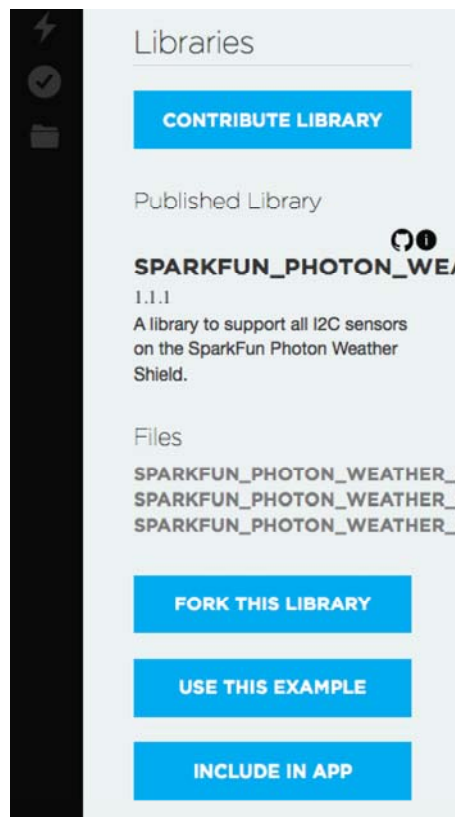 Libraries
CONTRIBUTE LIBRARY
Published Library
SPARKFUN_PHOTON_WEA
1.1.1
A library to support all I2C sensors
on the SparkFun Photon Weather
Shield.
Files
SPARKFUN_PHOTON_WEATHER_
SPARKFUN_PHOTON_WEATHER_
SPARKFUN_PHOTON_WEATHER_
FORK THIS LIBRARY
USE THIS EXAMPLE
INCLUDE IN APP